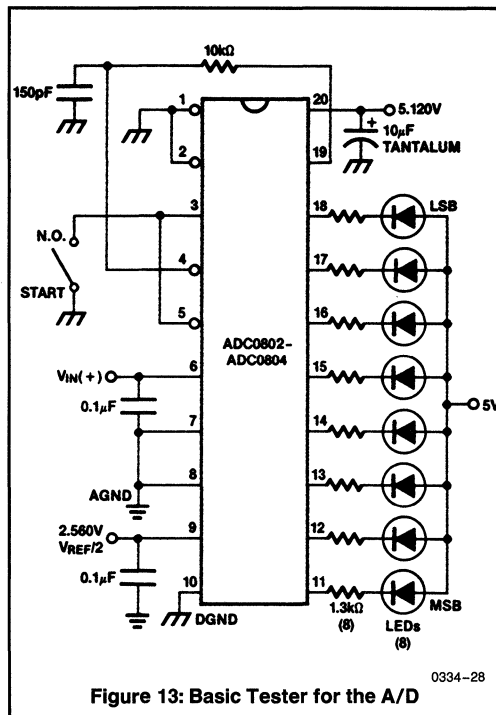 10kΩ
150pF
1
20
5.120V
+
10μF
TANTALUM
2
19
3
18
LSB
N.O.
4
17
START
5
16
ADC0802-
ADC0804
VIN(+)
6
15
5V
0.1μF
7
14
8
13
AGND
2.560V
VREF/2
9
12
0.1μF
10
11
DGND
1.3kΩ
(8)
LEDs
(8)
MSB
0334-28
Figure 13: Basic Tester for the A/D